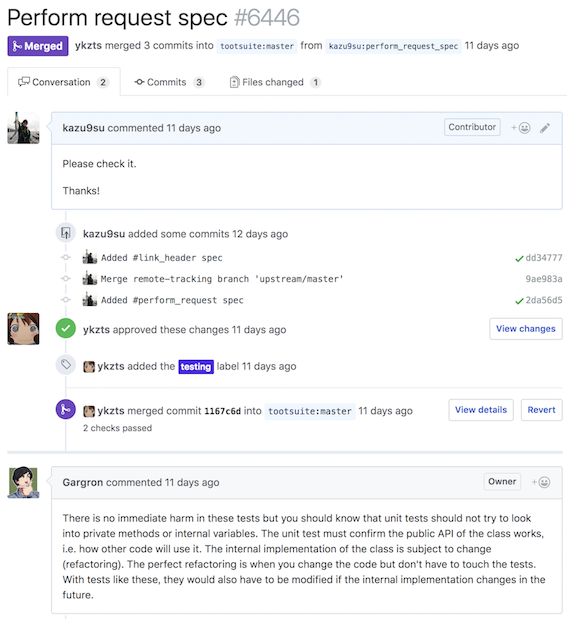 Perform request spec #6446
Merged ykzts merged 3 commits into tootsuite:master from kazu9su:perform_request_spec 11 days ago
Conversation 2 Commits 3 Files changed 1
kazu9su commented 11 days ago Contributor
Please check it.
Thanks!
kazu9su added some commits 12 days ago
Added #link_header spec dd34777
Merge remote-tracking branch 'upstream/master' 9ae983a
Added #perform_request spec 2da56d5
ykzts approved these changes 11 days ago View changes
ykzts added the testing label 11 days ago
ykzts merged commit 1167c6d into tootsuite:master 11 days ago View details Revert
2 checks passed
Gargron commented 11 days ago Owner
There is no immediate harm in these tests but you should know that unit tests should not try to look
into private methods or internal variables. The unit test must confirm the public API of the class works,
i.e. how other code will use it. The internal implementation of the class is subject to change
(refactoring). The perfect refactoring is when you change the code but don't have to touch the tests.
With tests like these, they would also have to be modified if the internal implementation changes in the
future.